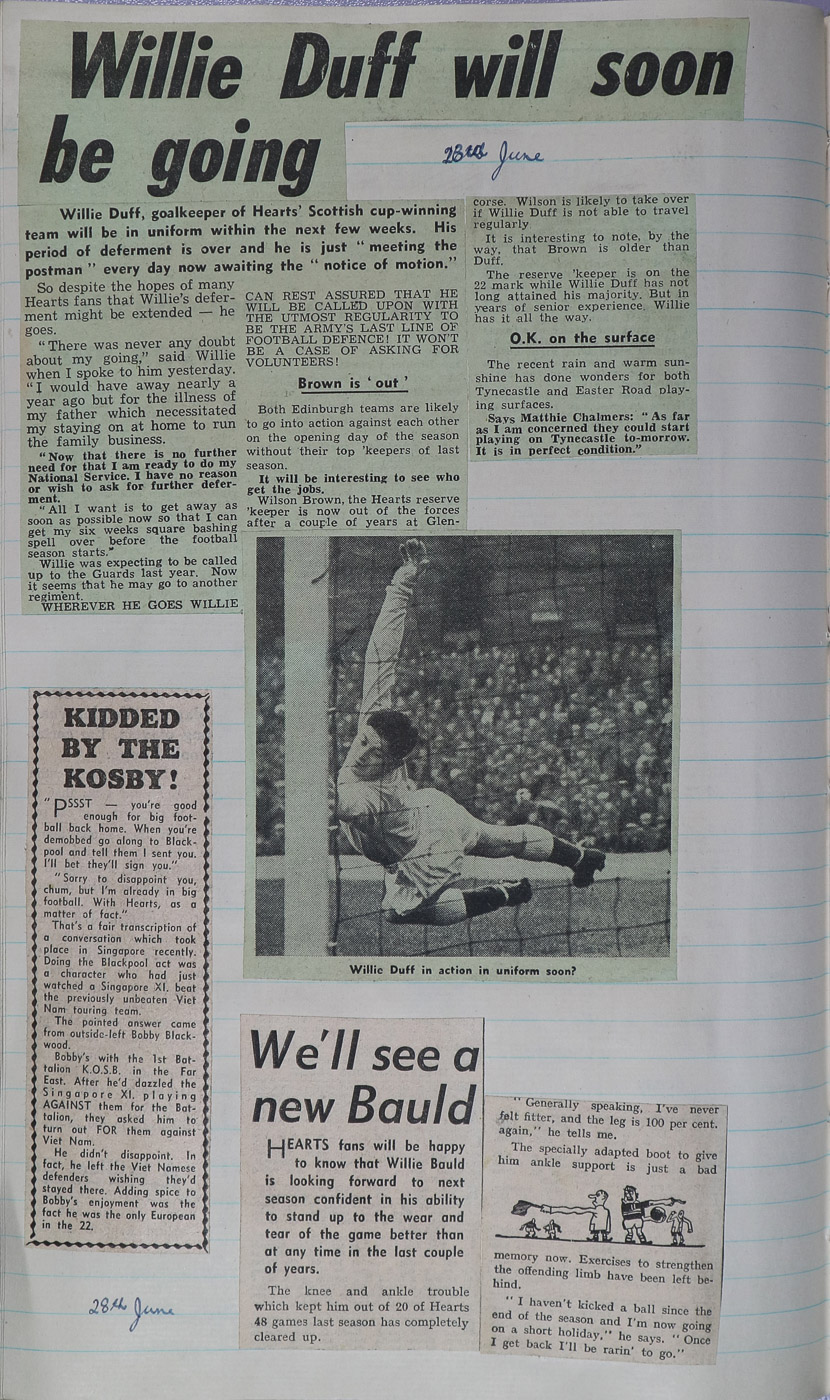 Willie Duff will soon
be going
23rd June
Willie Duff, goalkeeper of Hearts' Scottish cup-winning
team will be in uniform within the next few weeks. His
period of deferment is over and he is just " meeting the
postman " every day now awaiting the " notice of motion."
So despite the hopes of many
Hearts fans that Willie's defer-
ment might be extended — he
goes.
" There was never any doubt
about my going," said Willie
when I spoke to him yesterday.
" I would have away nearly a
year ago but for the illness of
my father which necessitated
my staying on at home to run
the family business.
" Now that there is no further
need for that I am ready to do my
National Service. I have no reason
or wish to ask for further defer-
ment.
" All I want is to get away as
soon as possible now so that I can
get my six weeks square bashing
spell over before the football
season starts."
Willie was expecting to be called
up to the Guards last year. Now
it seems that he may go to another
regiment.
WHEREVER HE GOES WILLIE
CAN REST ASSURED THAT HE
WILL BE CALLED UPON WITH
THE UTMOST REGULARITY TO
BE THE ARMY'S LAST LINE OF
FOOTBALL DEFENCE! IT WON'T
BE A CASE OF ASKING FOR
VOLUNTEERS!
Brown is ' out '
Both Edinburgh teams are likely
to go into action against each other
on the opening day of the season
without their top 'keepers of last
season.
It will be interesting to see who
get the jobs.
Wilson Brown, the Hearts reserve
'keeper is now out of the forces
after a couple of years at Glen-
corse. Wilson is likely to take over
if Willie Duff is not able to travel
regularly
It is interesting to note, by the
way, that Brown is older than
Duff.
The reserve 'keeper is on the
22 mark while Willie Duff has not
long attained his majority. But in
years of senior experience, Willie
has it all the way.
O.K. on the surface
The recent rain and warm sun-
shine has done wonders for both
Tynecastle and Easter Road play-
ing surfaces.
Says Matthie Chalmers: " As far
as I am concerned they could start
playing on Tynecastle to-morrow.
It is in perfect condition."
Willie Duff in action in uniform soon?
KIDDED
BY THE
KOSBY!
" PSSST — you're good
enough for big foot-
ball back home. When you're
demobbed go along to Black-
pool and tell them I sent you.
I'll bet they'll sign you."
" Sorry to disappoint you,
chum, but I'm already in big
football. With Hearts, as a
matter of fact."
That's a fair transcription of
a conversation which took
place in Singapore recently.
Doing the Blackpool act was
a character who had just
watched a Singapore XI. beat
the previously unbeaten Viet
Nam touring team.
The pointed answer came
from outside-left Bobby Black-
wood.
Bobby's with the 1st Bat-
talion K.O.S.B. in the Far
East. After he'd dazzled the
Singapore XI. playing
AGAINST them for the Bat-
talion, they asked him to
turn out FOR them against
Viet Nam.
He didn't disappoint. In
fact, he left the Viet Namese
defenders wishing they'd
stayed there. Adding spice to
Bobby's enjoyment was the
fact he was the only European
in the 22.
28th June
We'll see a
new Bauld
HEARTS fans will be happy
to know that Willie Bauld
is looking forward to next
season confident in his ability
to stand up to the wear and
tear of the game better than
at any time in the last couple
of years.
The knee and ankle trouble
which kept him out of 20 of Hearts
48 games last season has completely
cleared up.
" Generally speaking, I've never
felt fitter, and the leg is 100 per cent.
again," he tells me.
The specially adapted boot to give
him ankle support is just a bad
memory now. Exercises to strengthen
the offending limb have been left be-
hind.
" I haven't kicked a ball since the
end of the season and I'm now going
on a short holiday," he says. " Once
I get back I'll be rarin' to go."